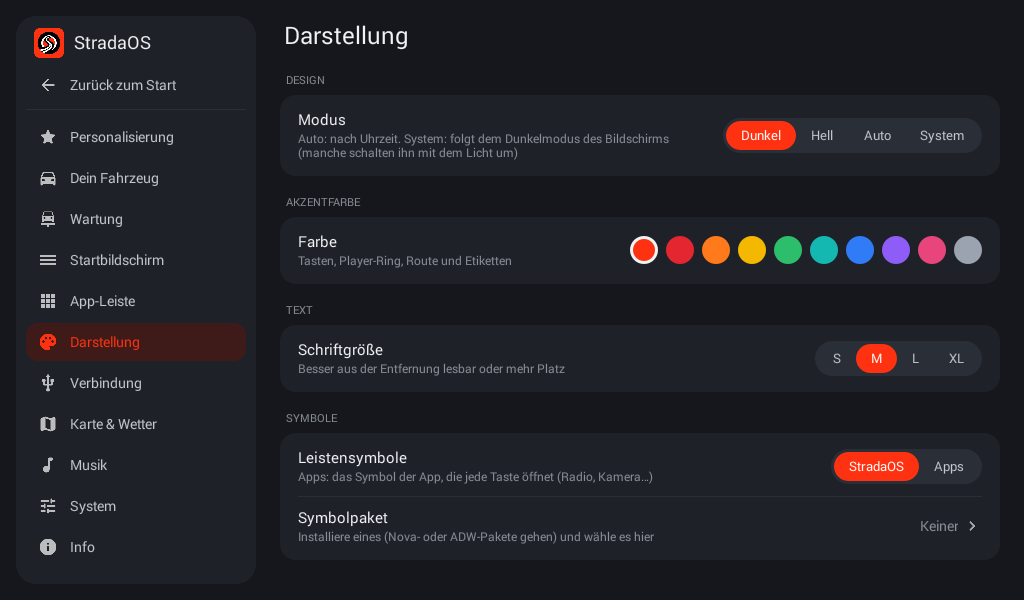 StradaOS
Zurück zum Start
Personalisierung
Dein Fahrzeug
Wartung
Startbildschirm
App-Leiste
Darstellung
Verbindung
Karte & Wetter
Musik
System
Info
Darstellung
DESIGN
Modus
Auto: nach Uhrzeit. System: folgt dem Dunkelmodus des Bildschirms
(manche schalten ihn mit dem Licht um)
Dunkel Hell Auto System
AKZENTFARBE
Farbe
Tasten, Player-Ring, Route und Etiketten
TEXT
Schriftgröße
Besser aus der Entfernung lesbar oder mehr Platz
S M L XL
SYMBOLE
Leistensymbole
Apps: das Symbol der App, die jede Taste öffnet (Radio, Kamera…)
StradaOS Apps
Symbolpaket
Installiere eines (Nova- oder ADW-Pakete gehen) und wähle es hier
Keiner